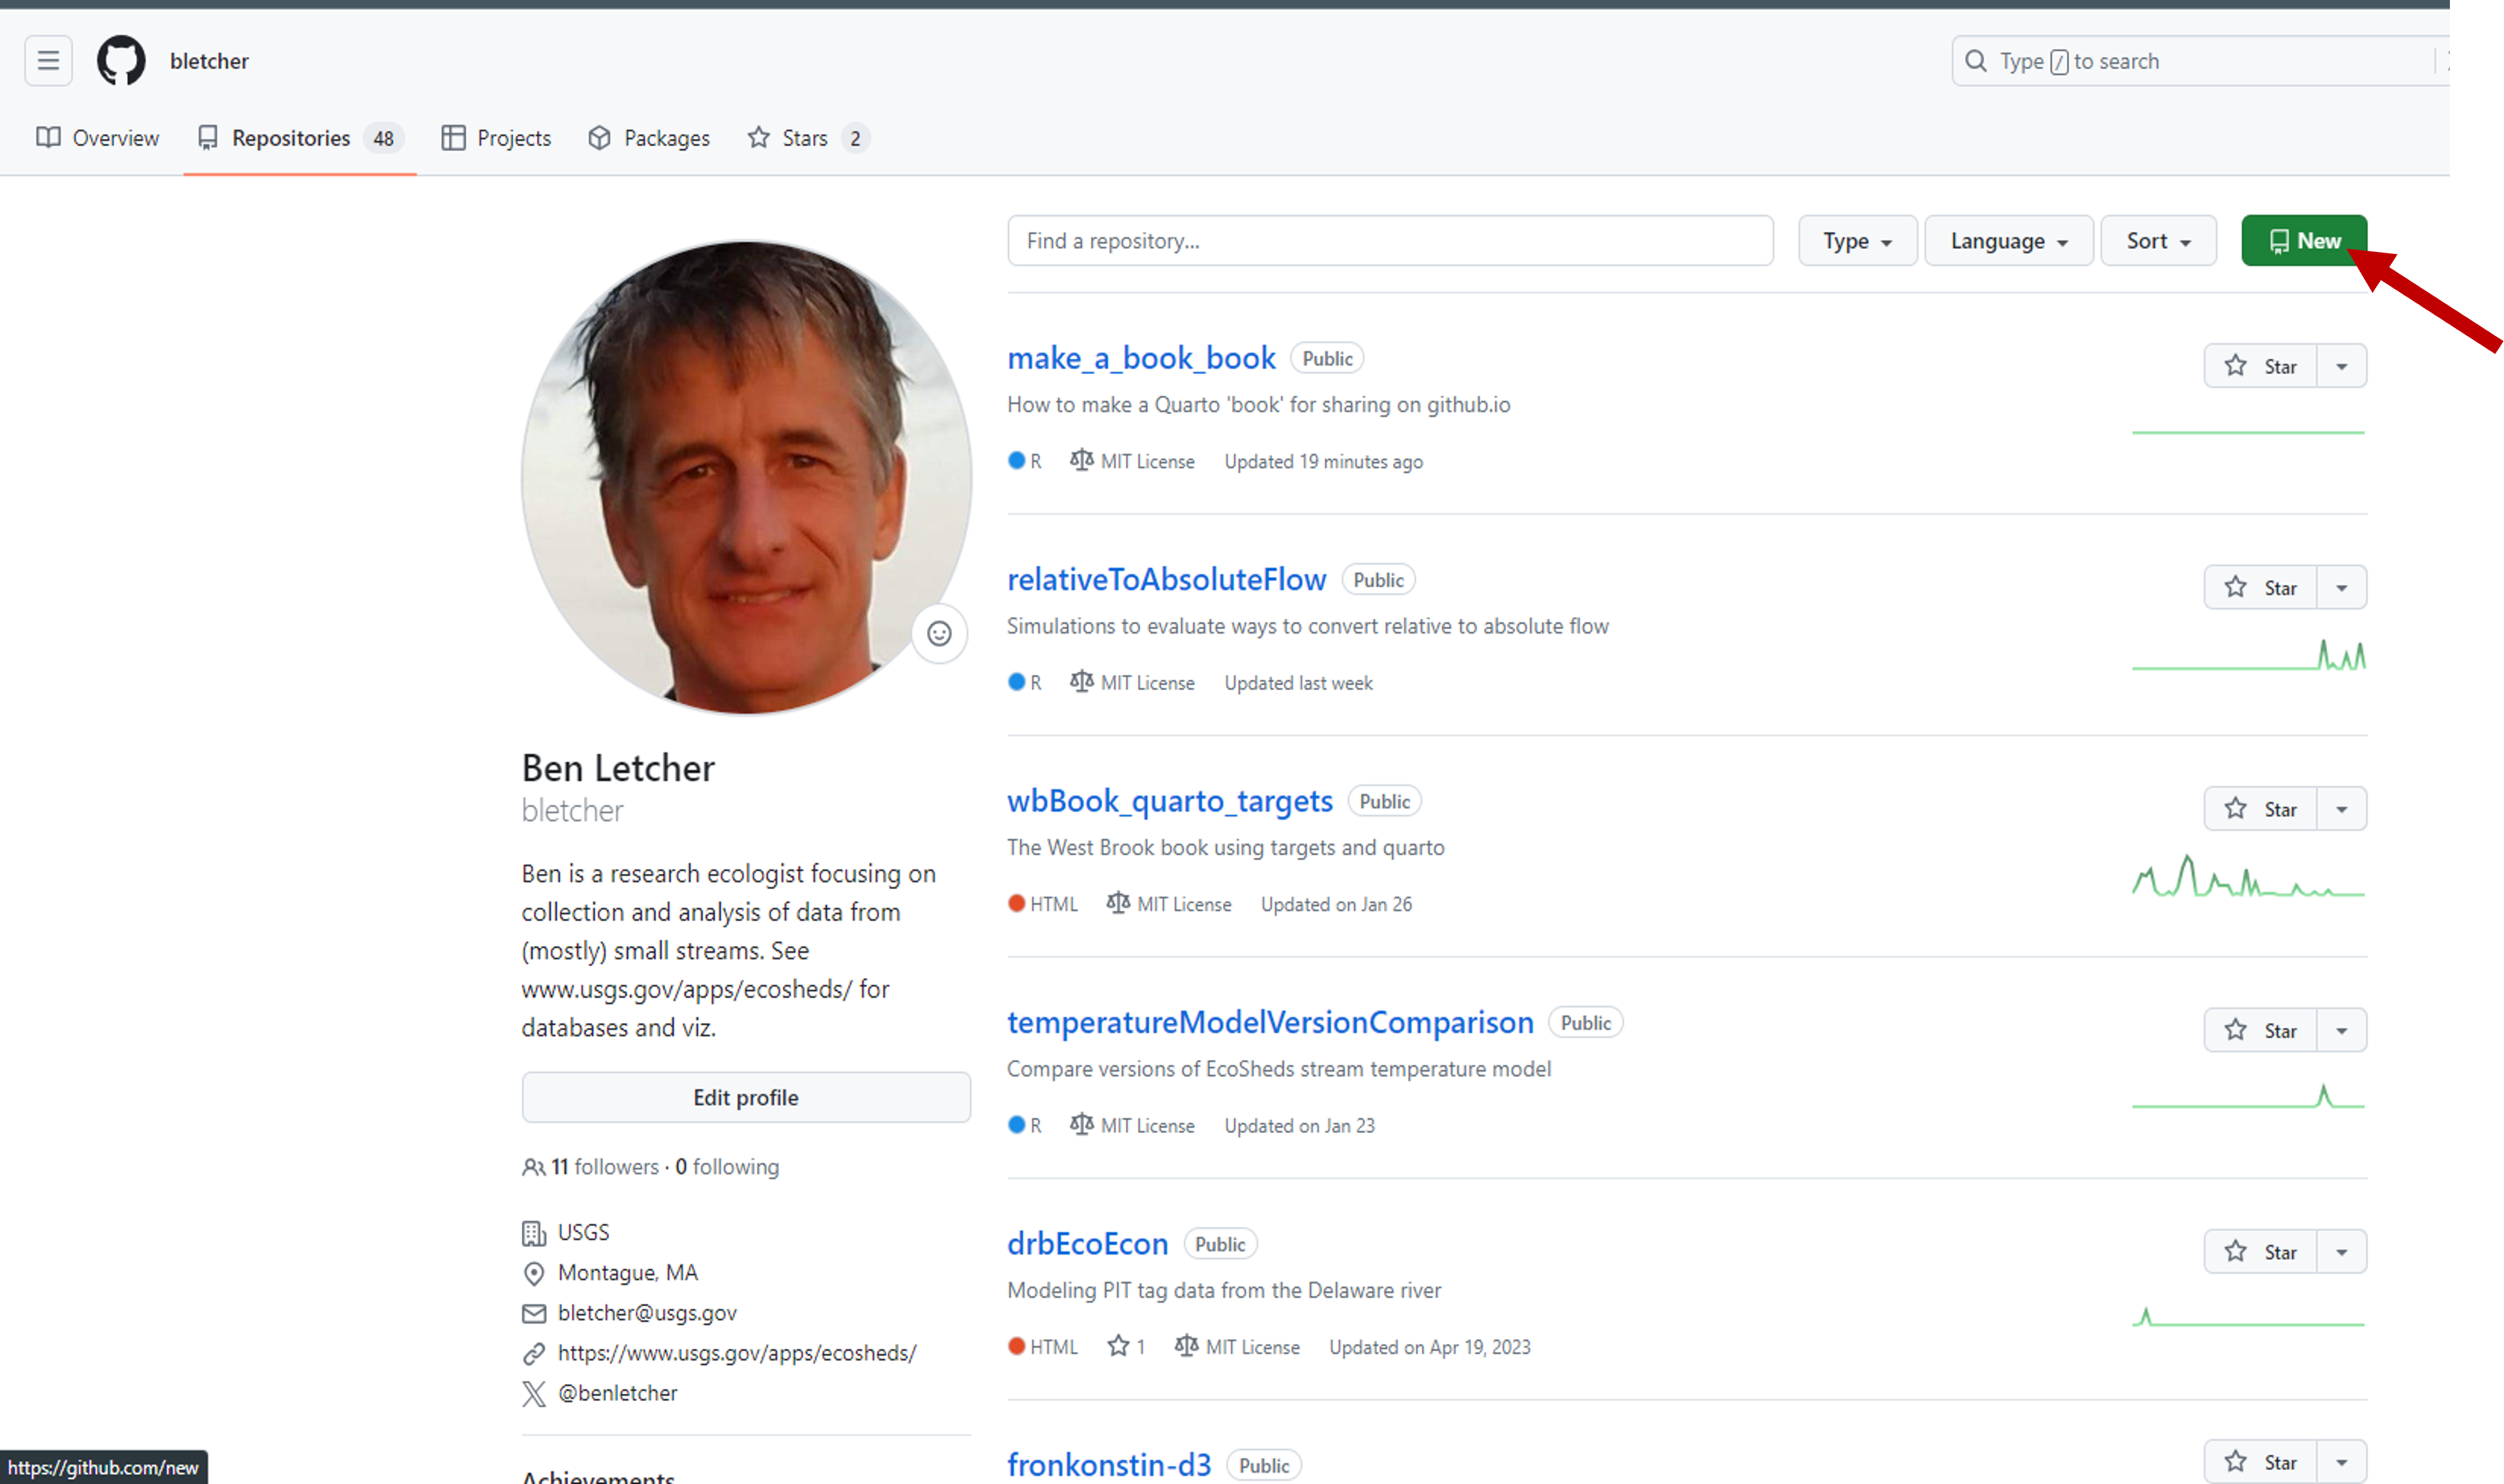 bletcher
Type / to search
Overview
Repositories 48
Projects
Packages
Stars 2
Find a repository...
Type
Language
Sort
New
make_a_book_book Public
Star
How to make a Quarto 'book' for sharing on github.io
R MIT License Updated 19 minutes ago
relativeToAbsoluteFlow Public
Star
Simulations to evaluate ways to convert relative to absolute flow
R MIT License Updated last week
wbBook_quarto_targets Public
Star
The West Brook book using targets and quarto
HTML MIT License Updated on Jan 26
temperatureModelVersionComparison Public
Star
Compare versions of EcoSheds stream temperature model
R MIT License Updated on Jan 23
drbEcoEcon Public
Star
Modeling PIT tag data from the Delaware river
HTML 1 MIT License Updated on Apr 19, 2023
fronkonstin-d3 Public
Star
Ben Letcher
bletcher
Ben is a research ecologist focusing on
collection and analysis of data from
(mostly) small streams. See
www.usgs.gov/apps/ecosheds/ for
databases and viz.
Edit profile
11 followers · 0 following
USGS
Montague, MA
bletcher@usgs.gov
https://www.usgs.gov/apps/ecosheds/
@benletcher
Achievements
https://github.com/new